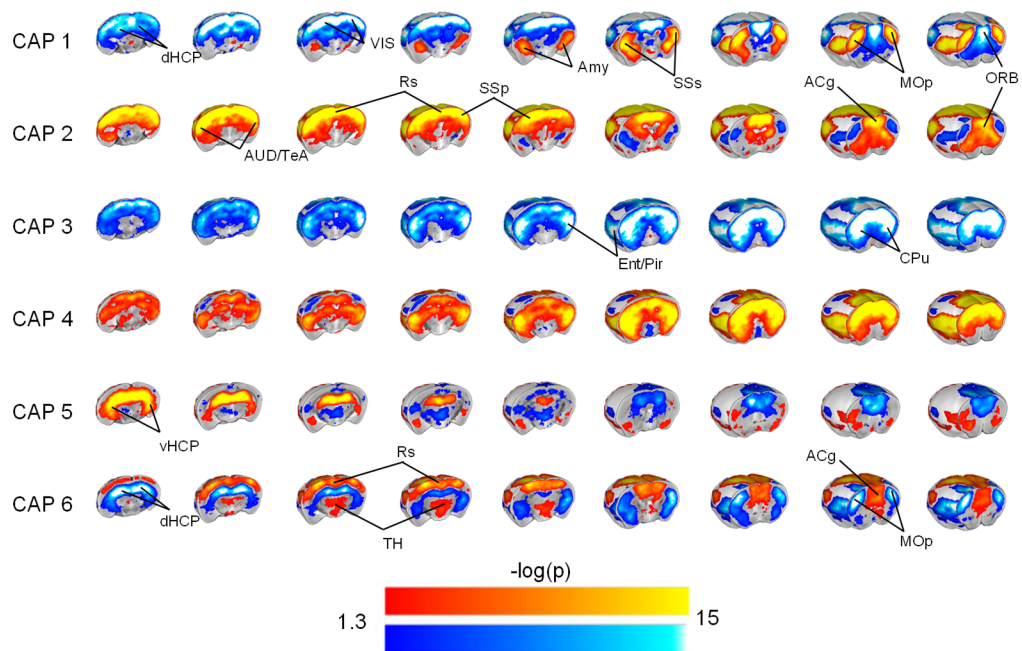 CAP 1
dHCP
VIS
Amy
SSs
MOp
ORB
Rs
SSp
ACg
CAP 2
AUD/TeA
CAP 3
Ent/Pir
CPu
CAP 4
CAP 5
vHCP
Rs
ACg
CAP 6
dHCP
TH
MOp
-log(p)
1.3
15